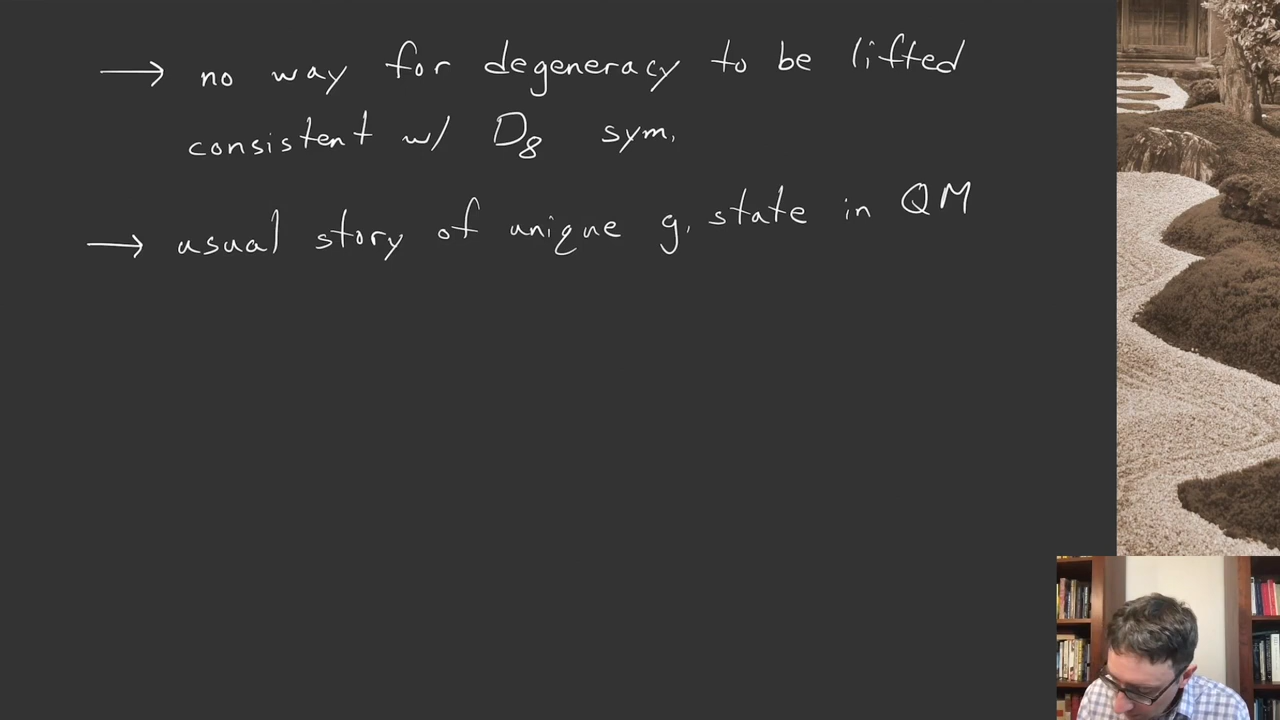 → no way for degeneracy to be lifted
consistent w/ D₈ sym.
→ usual story of unique g. state in QM